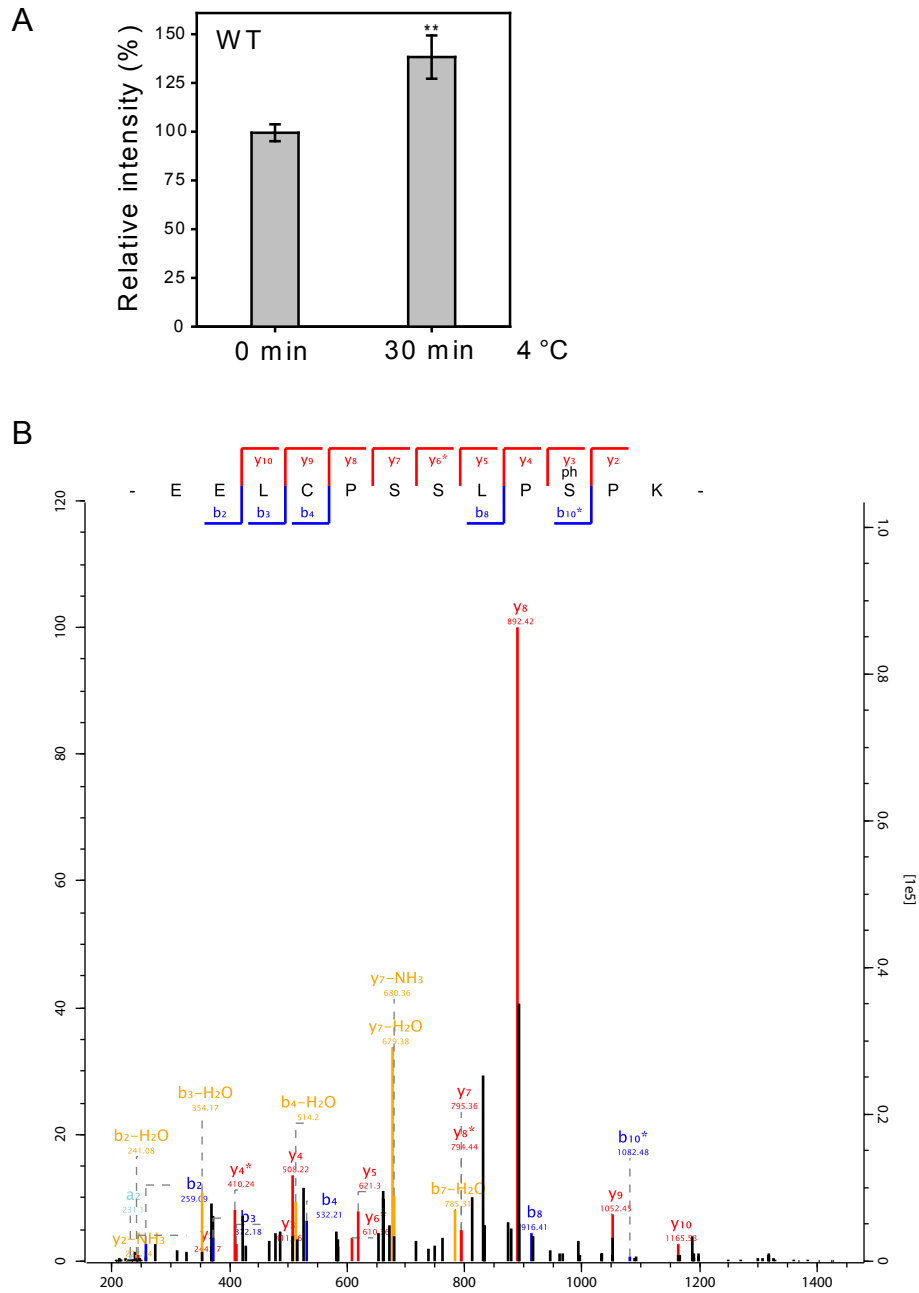 A
Relative intensity (%)
150
125
100
75
50
25
0
WT
**
0 min 30 min 4 °C
B
y10 y9 y8 y7 y6* y5 y4 y3 y2
ph
- E E L C P S S L P S P K -
b2 b3 b4 b8 b10*
120
100
80
60
40
20
0
1.0
0.8
0.6
0.4
0.2
0
[1e5]
y8
892.42
y7-NH3
680.36
y7-H2O
679.38
b3-H2O
354.17
b4-H2O
514.2
b2-H2O
241.08
y7
795.36
y8*
794.44
b10*
1082.48
y4*
410.24
y4
508.22
y5
621.3
b2
259.09
a2
b7-H2O
785.31
b4
532.21
b3
y6
b8
916.41
y9
1052.45
y10
1165.53
y2-NH3
200 400 600 800 1000 1200 1400